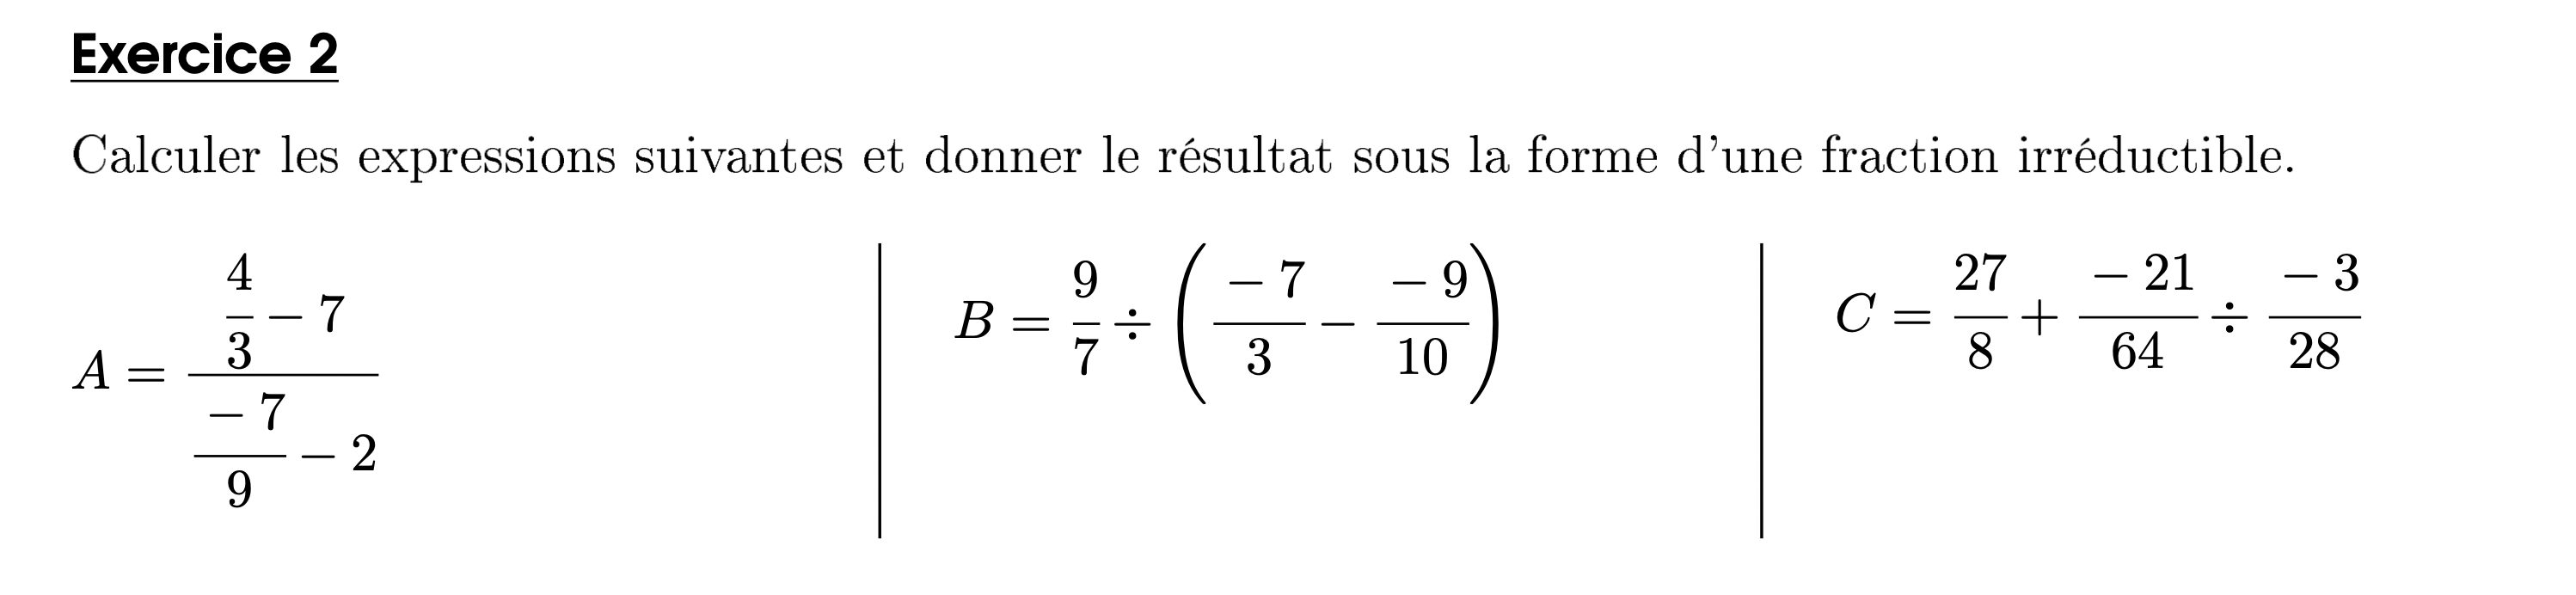 Exercice 2
Calculer les expressions suivantes et donner le résultat sous la forme d'une fraction irréductible.
A = (4/3 − 7)/(−7/9 − 2)
B = 9/7 ÷ (−7/3 − −9/10)
C = 27/8 + −21/64 ÷ −3/28